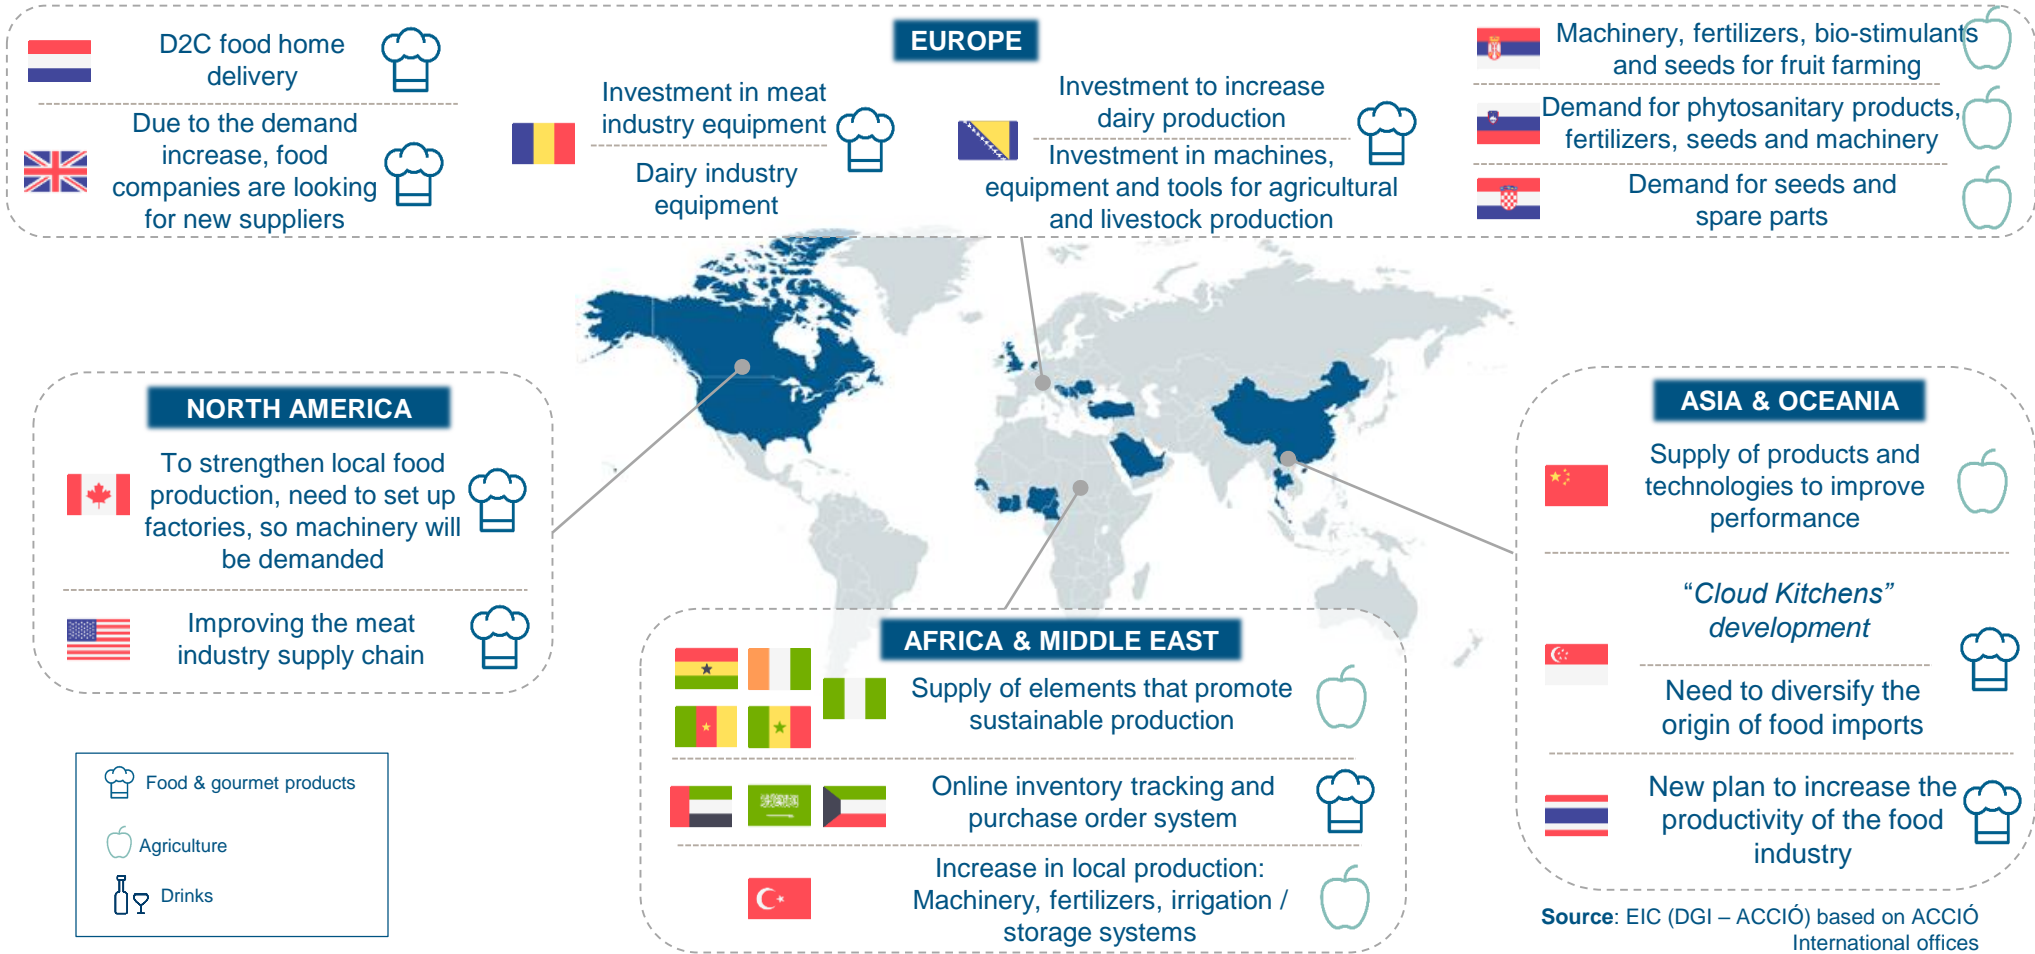 EUROPE
D2C food home
delivery
Due to the demand
increase, food
companies are looking
for new suppliers
Investment in meat
industry equipment
Dairy industry
equipment
Investment to increase
dairy production
Investment in machines,
equipment and tools for agricultural
and livestock production
Machinery, fertilizers, bio-stimulants
and seeds for fruit farming
Demand for phytosanitary products,
fertilizers, seeds and machinery
Demand for seeds and
spare parts
NORTH AMERICA
To strengthen local food
production, need to set up
factories, so machinery will
be demanded
Improving the meat
industry supply chain
Food & gourmet products
Agriculture
Drinks
AFRICA & MIDDLE EAST
Supply of elements that promote
sustainable production
Online inventory tracking and
purchase order system
Increase in local production:
Machinery, fertilizers, irrigation /
storage systems
ASIA & OCEANIA
Supply of products and
technologies to improve
performance
“Cloud Kitchens”
development
Need to diversify the
origin of food imports
New plan to increase the
productivity of the food
industry
Source: EIC (DGI – ACCIÓ) based on ACCIÓ
International offices